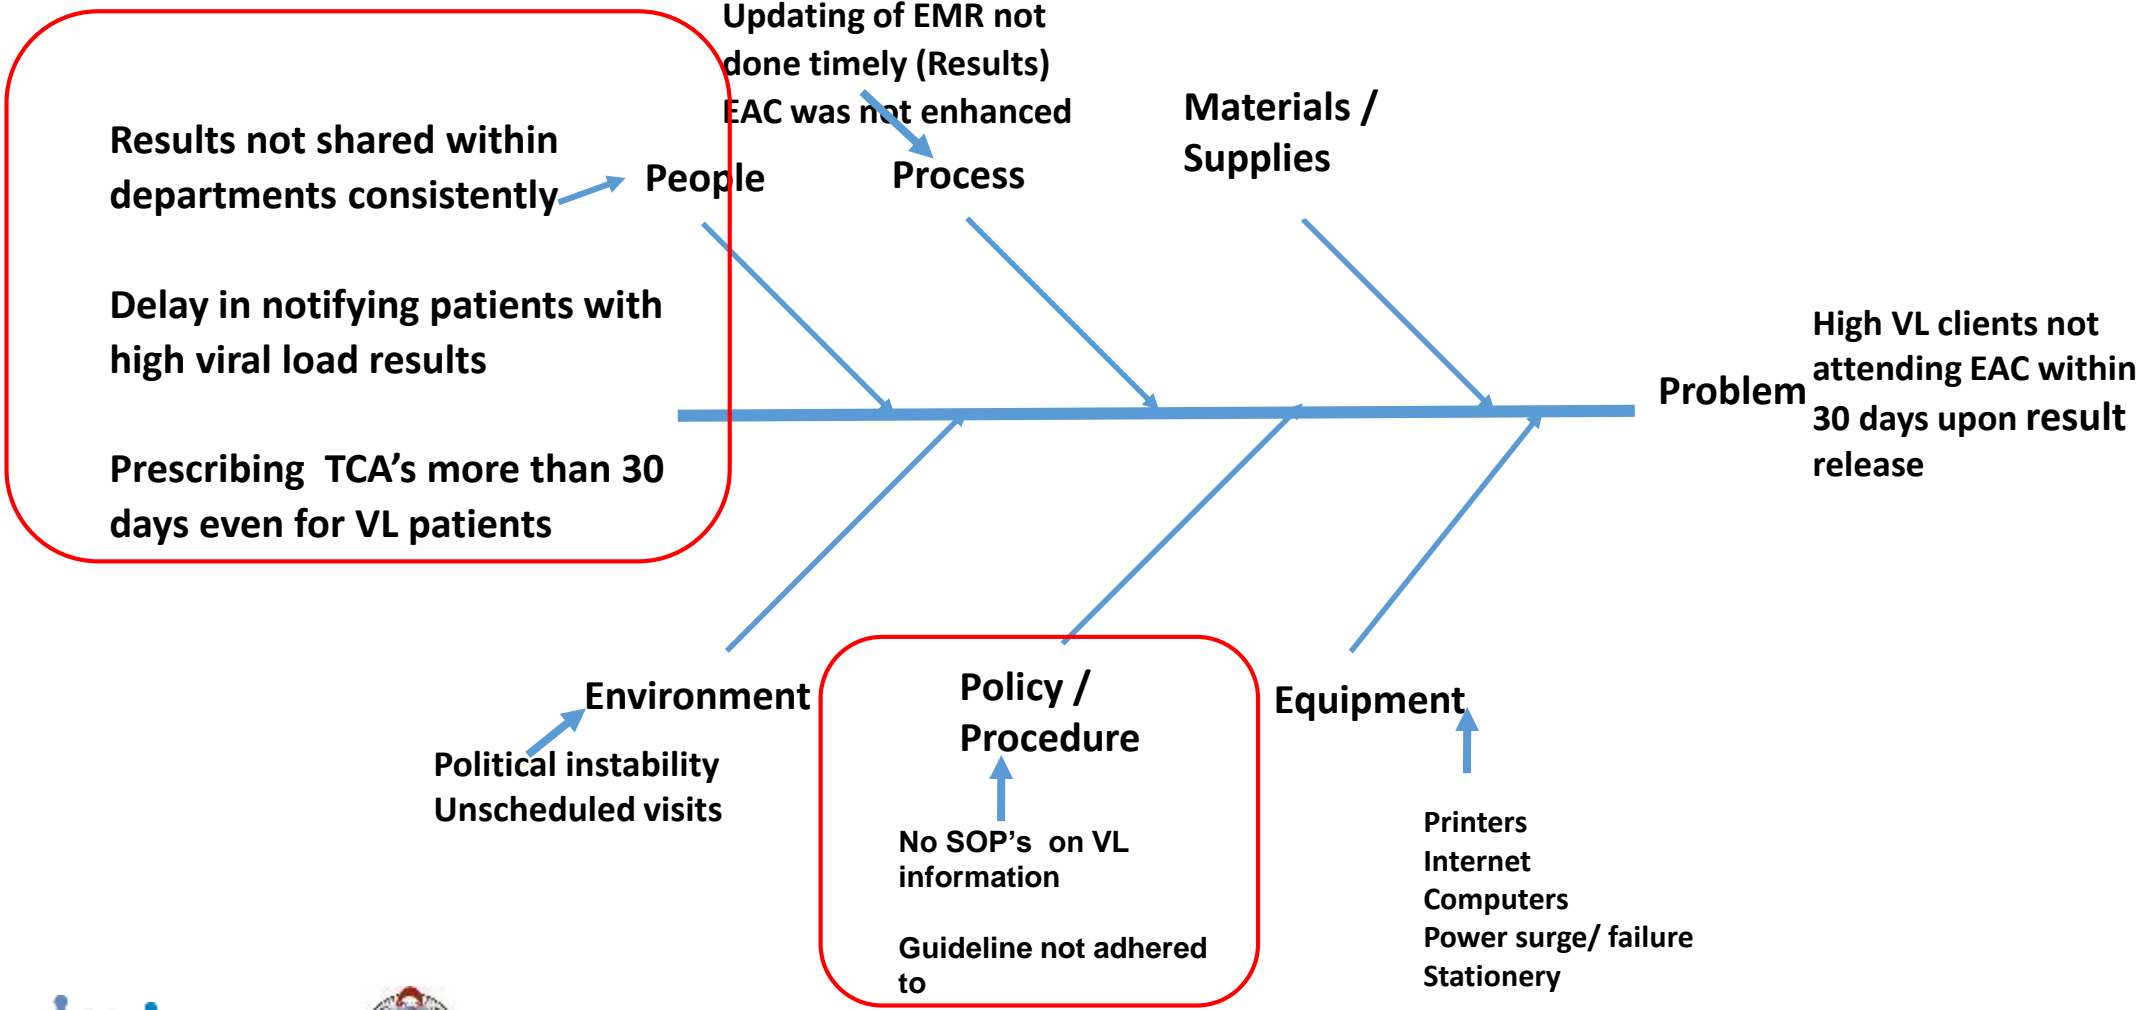 Updating of EMR not
done timely (Results)
EAC was not enhanced
Materials /
Supplies
Results not shared within
departments consistently
People
Process
Delay in notifying patients with
high viral load results
Prescribing TCA's more than 30
days even for VL patients
Problem
High VL clients not
attending EAC within
30 days upon result
release
Environment
Political instability
Unscheduled visits
Policy /
Procedure
No SOP's on VL
information
Guideline not adhered
to
Equipment
Printers
Internet
Computers
Power surge/ failure
Stationery